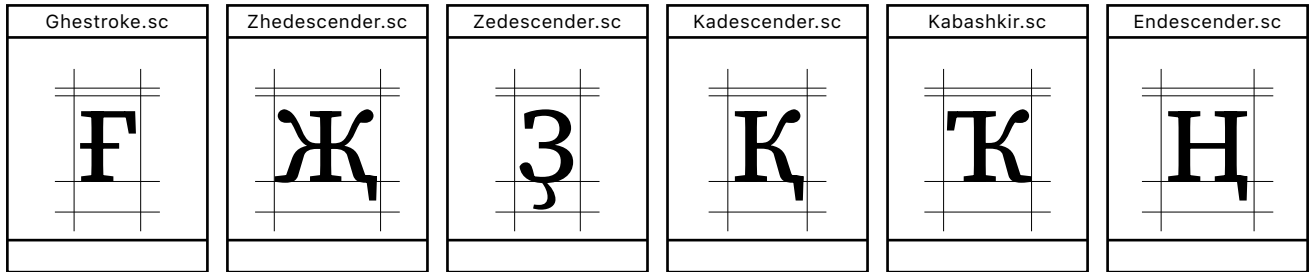 Ghestroke.sc Zhedescender.sc Zedescender.sc Kadescender.sc Kabashkir.sc Endescender.sc
Ғ Җ Ҙ Қ Ҡ Ң